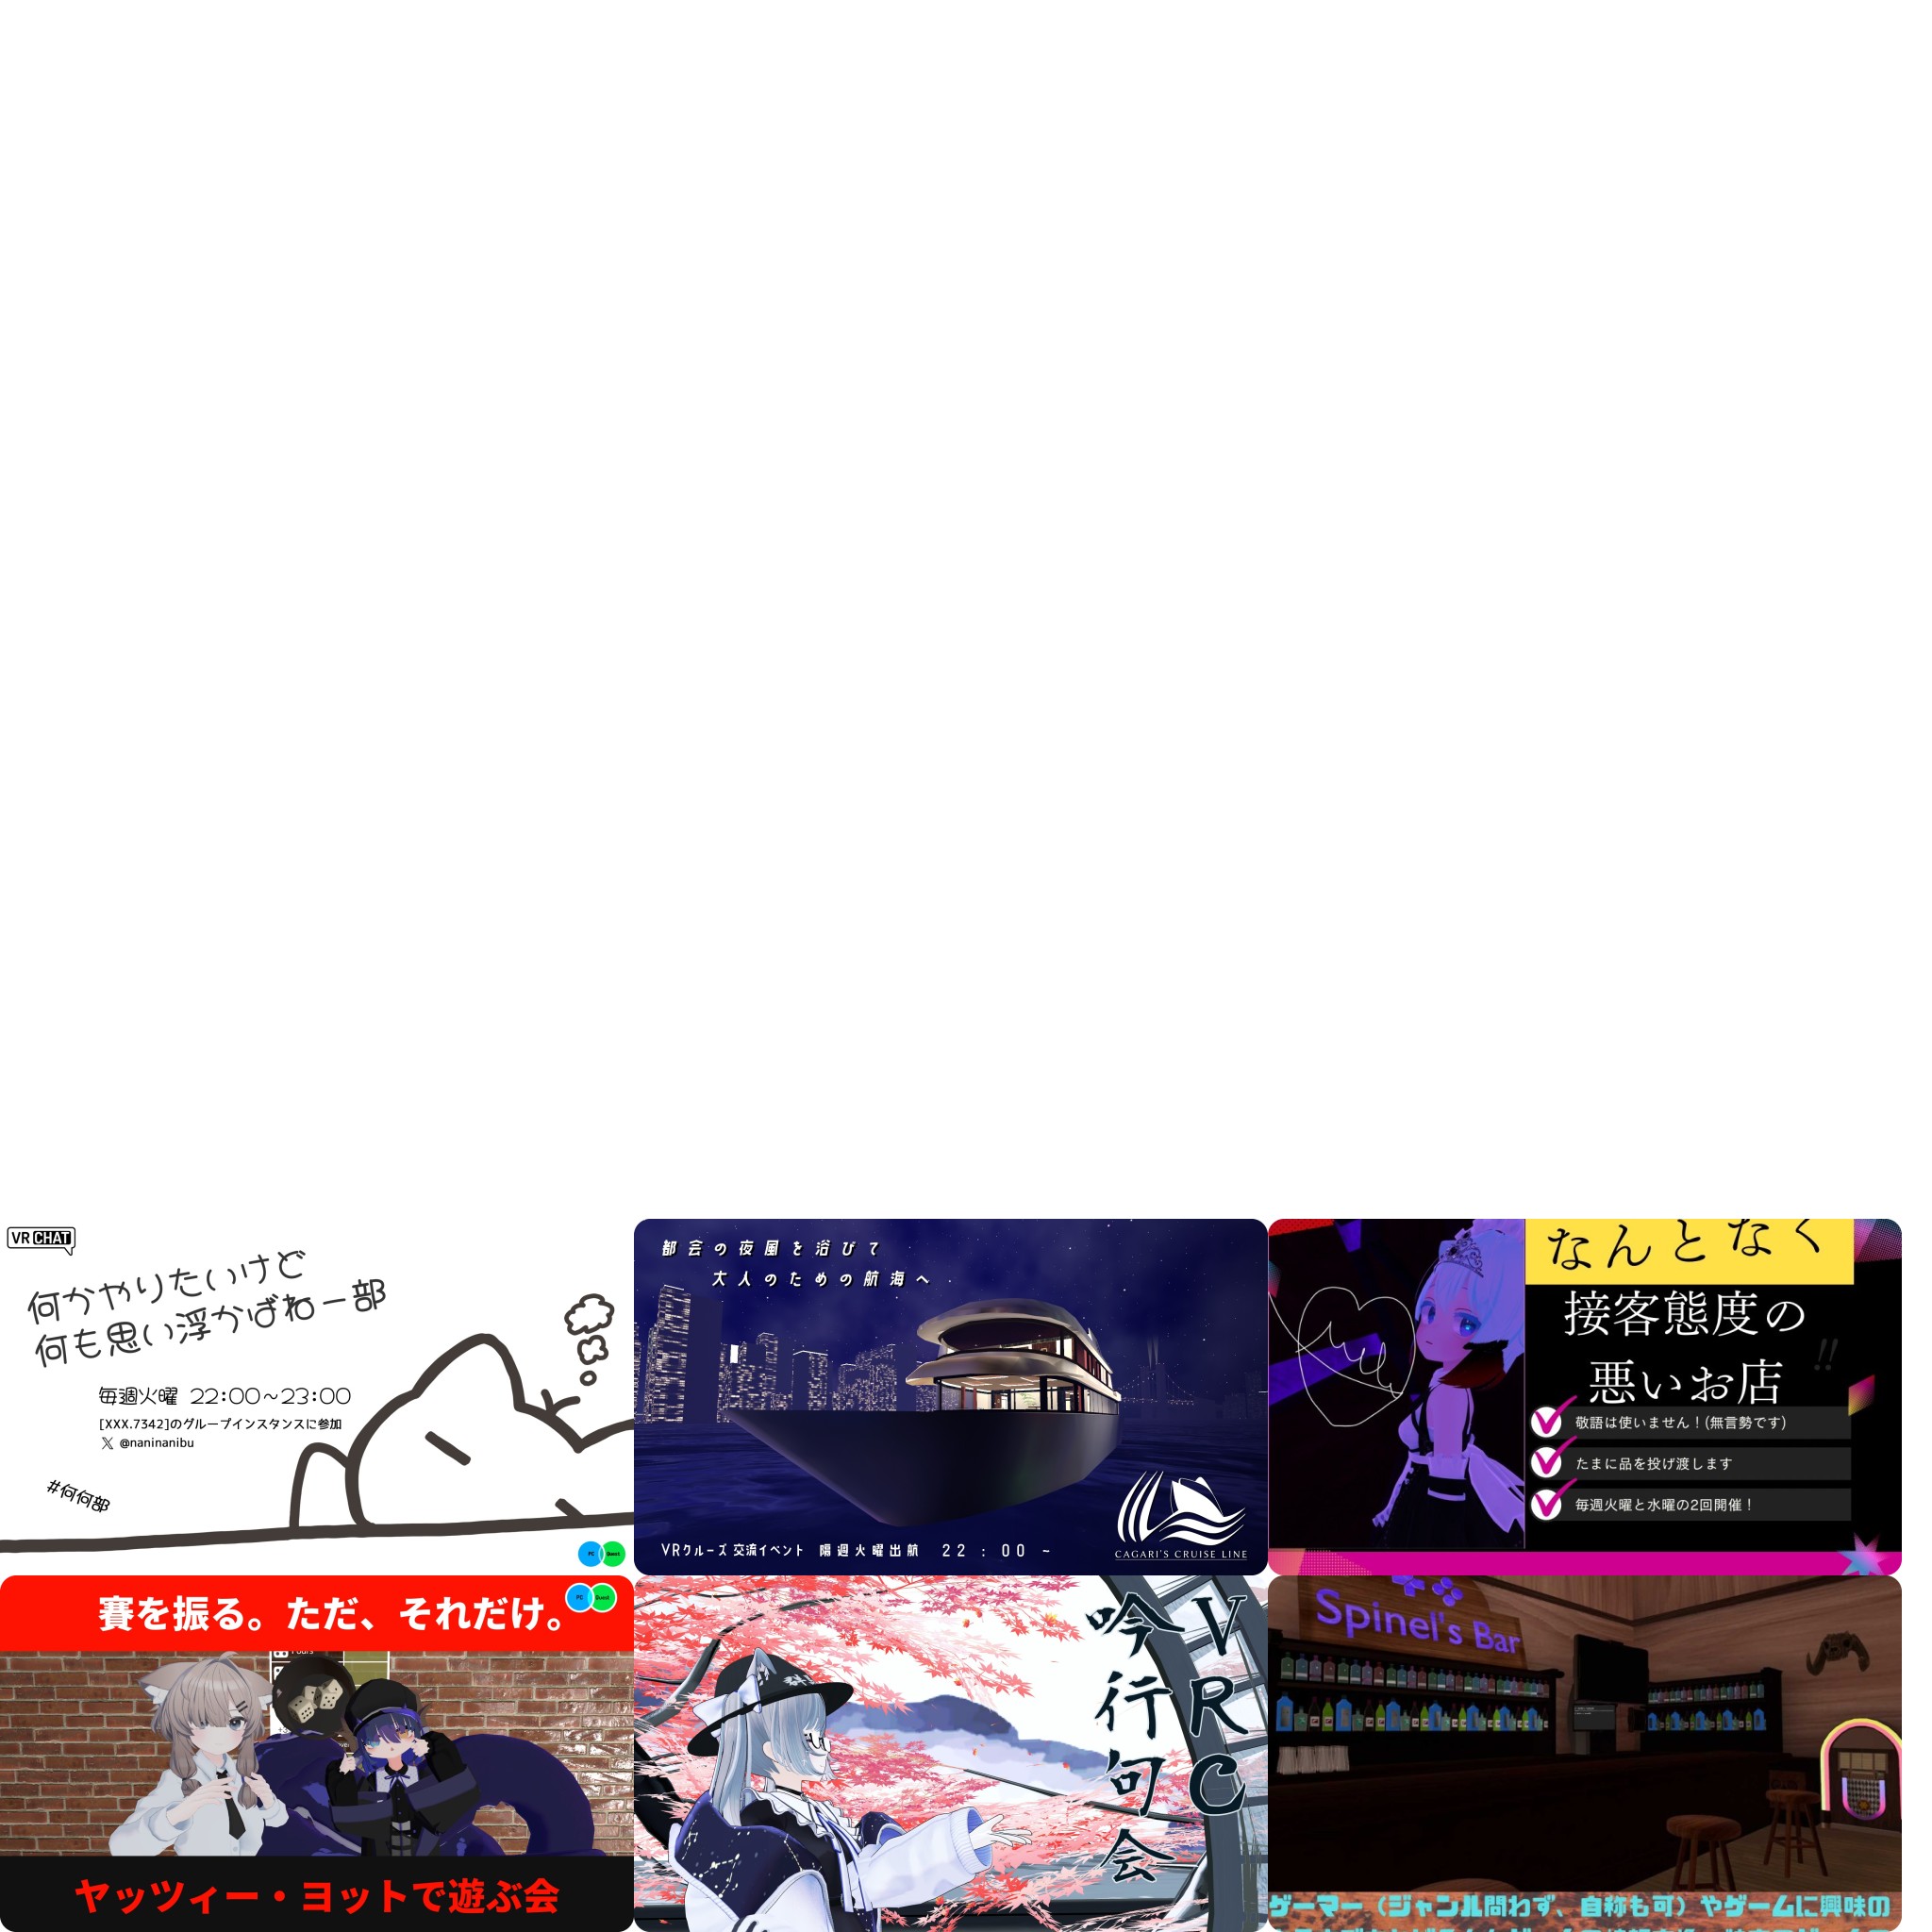 VR CHAT
何かやりたいけど
何も思い浮かばねー部
毎週火曜 22:00~23:00
[XXX.7342]のグループインスタンスに参加
X @naninanibu
#何何部
PC Quest
都会の夜風を浴びて
大人のための航海へ
VRクルーズ 交流イベント 隔週火曜出航 22:00~
CAGARI'S CRUISE LINE
なんとなく
接客態度の
悪いお店
!!
敬語は使いません!(無言勢です)
たまに品を投げ渡します
毎週火曜と水曜の2回開催!
賽を振る。ただ、それだけ。
PC Quest
ヤッツィー・ヨットで遊ぶ会
VRC
吟行句会
Spinel's Bar
ゲーマー(ジャンル問わず、自称も可)やゲームに興味の